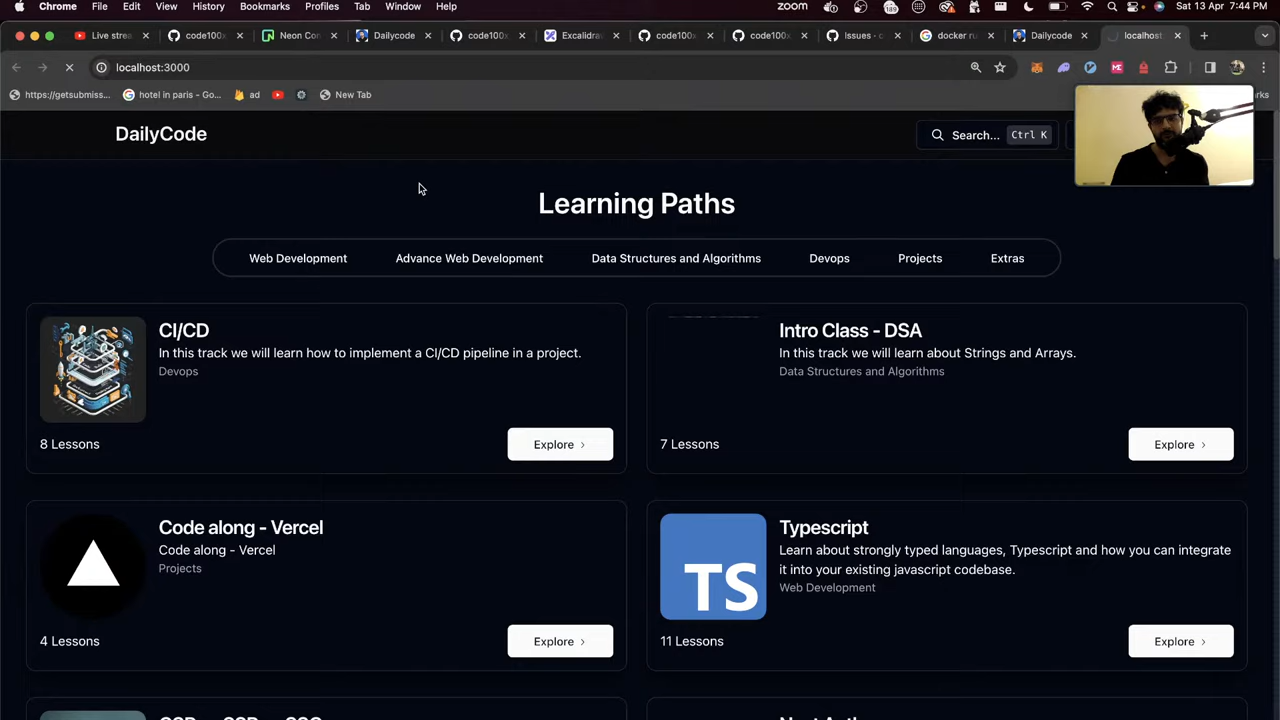 Chrome File Edit View History Bookmarks Profiles Tab Window Help zoom 189 Sat 13 Apr 7:44 PM
Live strea code100x Neon Con Dailycode code100x Excalidrav code100x code100x Issues · c docker ru Dailycode localhost
localhost:3000
https://getsubmiss... hotel in paris - Go... ad New Tab
DailyCode
Search... Ctrl K
Learning Paths
Web Development Advance Web Development Data Structures and Algorithms Devops Projects Extras
CI/CD
In this track we will learn how to implement a CI/CD pipeline in a project.
Devops
8 Lessons
Explore
Intro Class - DSA
In this track we will learn about Strings and Arrays.
Data Structures and Algorithms
7 Lessons
Explore
Code along - Vercel
Code along - Vercel
Projects
4 Lessons
Explore
TS
Typescript
Learn about strongly typed languages, Typescript and how you can integrate
it into your existing javascript codebase.
Web Development
11 Lessons
Explore